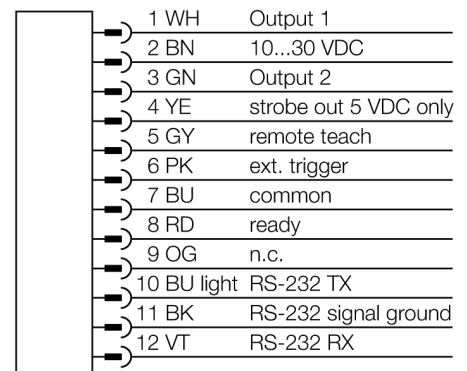 1 WH Output 1
2 BN 10...30 VDC
3 GN Output 2
4 YE strobe out 5 VDC only
5 GY remote teach
6 PK ext. trigger
7 BU common
8 RD ready
9 OG n.c.
10 BU light RS-232 TX
11 BK RS-232 signal ground
12 VT RS-232 RX